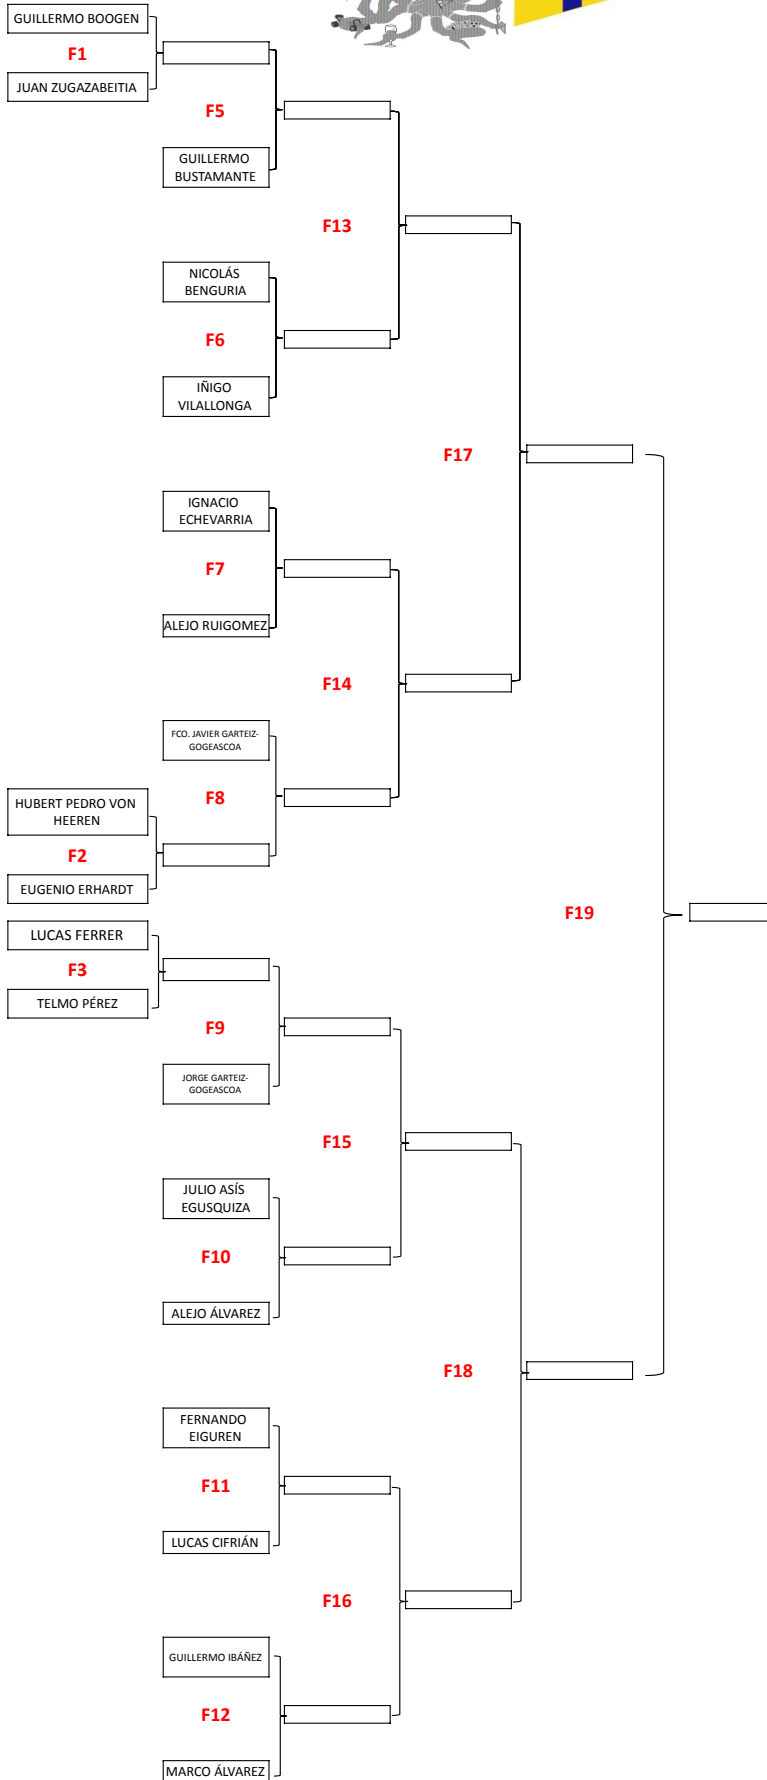 GUILLERMO BOOGEN
F1
JUAN ZUGAZABEITIA
F5
GUILLERMO
BUSTAMANTE
F13
NICOLÁS
BENGURIA
F6
IÑIGO
VILALLONGA
F17
IGNACIO
ECHEVARRIA
F7
ALEJO RUIGOMEZ
F14
FCO. JAVIER GARTEIZ-
GOGEASCOA
F8
HUBERT PEDRO VON
HEEREN
F2
EUGENIO ERHARDT
F19
LUCAS FERRER
F3
TELMO PÉREZ
F9
JORGE GARTEIZ-
GOGEASCOA
F15
JULIO ASÍS
EGUSQUIZA
F10
ALEJO ÁLVAREZ
F18
FERNANDO
EIGUREN
F11
LUCAS CIFRIÁN
F16
GUILLERMO IBÁÑEZ
F12
MARCO ÁLVAREZ